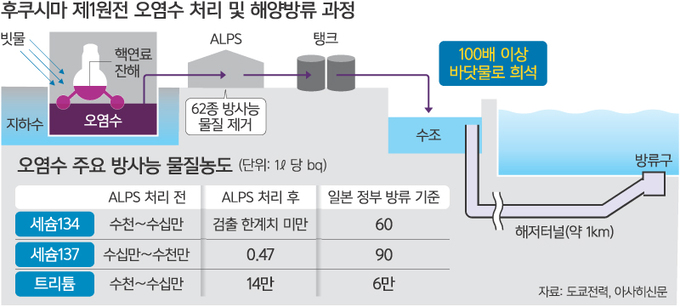 후쿠시마 제1원전 오염수 처리 및 해양방류 과정
빗물
핵연료
잔해
지하수
오염수
ALPS
62종 방사능
물질 제거
탱크
100배 이상
바닷물로 희석
수조
방류구
해저터널(약 1km)
오염수 주요 방사능 물질농도 (단위: 1ℓ 당 bq)
ALPS 처리 전 ALPS 처리 후 일본 정부 방류 기준
세슘134 수천~수십만 검출 한계치 미만 60
세슘137 수십만~수천만 0.47 90
트리튬 수천~수십만 14만 6만
자료: 도쿄전력, 아사히신문